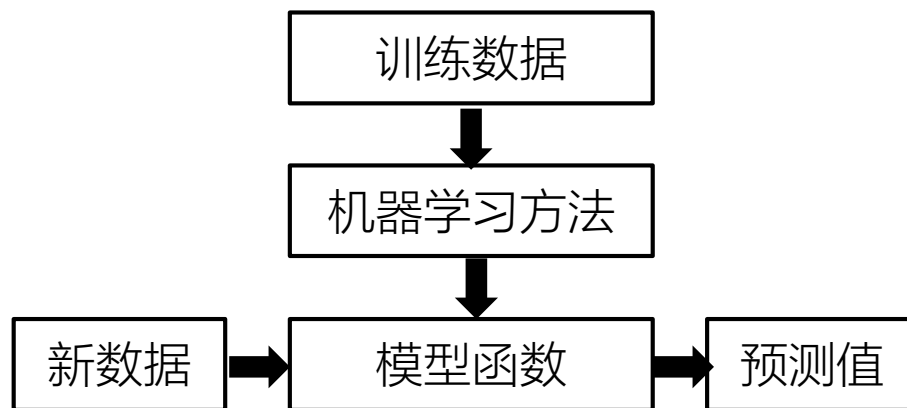 训练数据
机器学习方法
新数据
模型函数
预测值